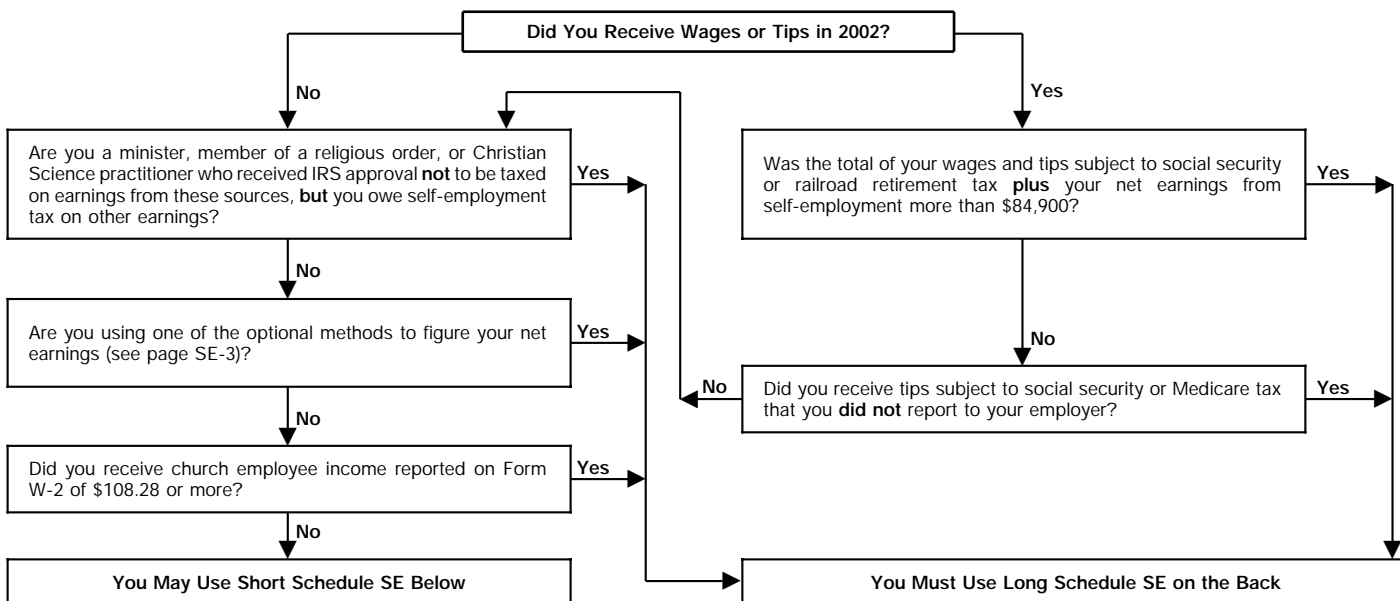 Did You Receive Wages or Tips in 2002?
No
Yes
Are you a minister, member of a religious order, or Christian
Science practitioner who received IRS approval not to be taxed
on earnings from these sources, but you owe self-employment
tax on other earnings?
Yes
Was the total of your wages and tips subject to social security
or railroad retirement tax plus your net earnings from
self-employment more than $84,900?
Yes
No
Are you using one of the optional methods to figure your net
earnings (see page SE-3)?
Yes
No
No
Did you receive tips subject to social security or Medicare tax
that you did not report to your employer?
Yes
No
Did you receive church employee income reported on Form
W-2 of $108.28 or more?
Yes
No
You May Use Short Schedule SE Below
You Must Use Long Schedule SE on the Back